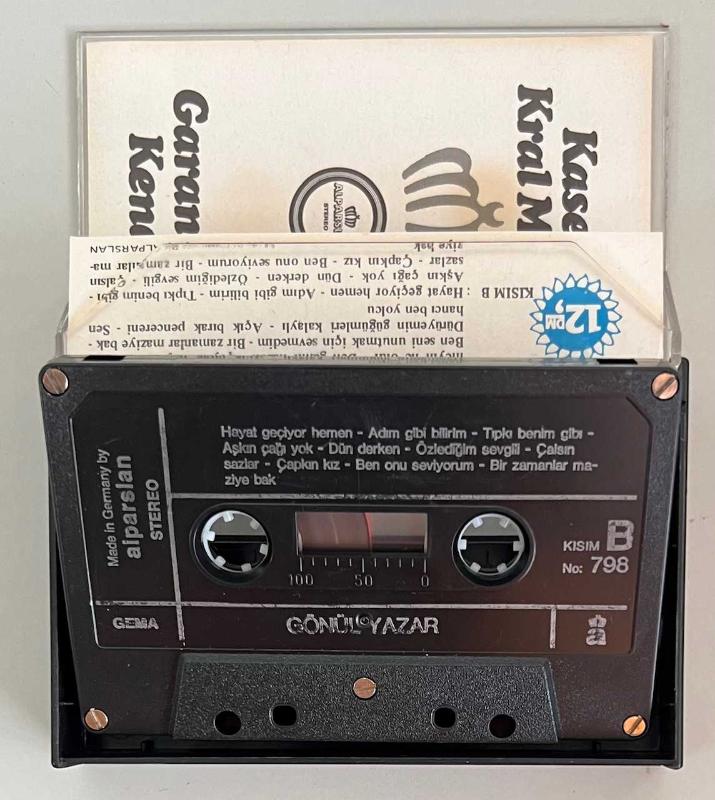 Garan
Kend
Kase
Kral M
ALPARSLAN
STEREO
ALPARSLAN
12,
DM
Ben seni unutmak için sevmedim - Bir zamanlar maziye bak -
Düriyemin güğümleri kalaylı - Açık bırak pencereni - Sen
hancı ben yolcu
KISIM B : Hayat geçiyor hemen - Adım gibi bilirim - Tıpkı benim gibi -
Aşkın çağı yok - Dün derken - Özlediğim sevgili - Çalsın
sazlar - Çapkın kız - Ben onu seviyorum - Bir zamanlar ma-
ziye bak
Hayat geçiyor hemen - Adım gibi bilirim - Tıpkı benim gibi -
Aşkın çağı yok - Dün derken - Özlediğim sevgili - Çalsın
sazlar - Çapkın kız - Ben onu seviyorum - Bir zamanlar ma-
ziye bak
Made in Germany by
alparslan
STEREO
100 50 0
KISIM B
No: 798
GEMA
GÖNÜL YAZAR
a